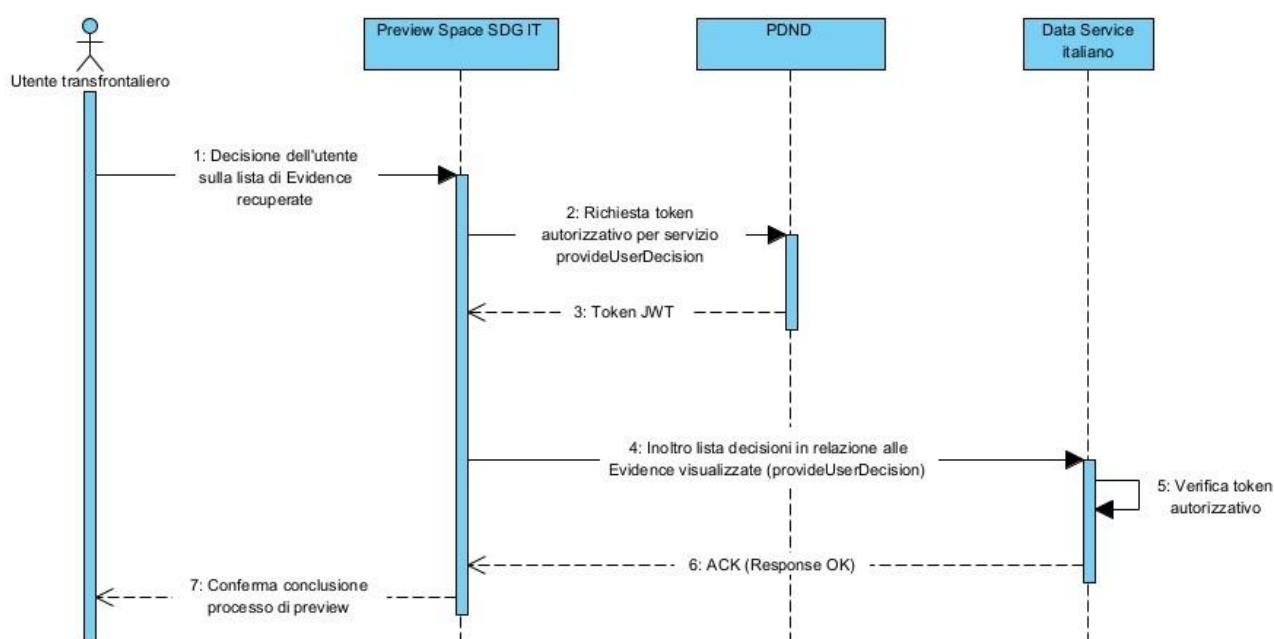 Utente transfrontaliero
Preview Space SDG IT
PDND
Data Service
italiano
1: Decisione dell'utente
sulla lista di Evidence
recuperate
2: Richiesta token
autorizzativo per servizio
provideUserDecision
3: Token JWT
4: Inoltro lista decisioni in relazione alle
Evidence visualizzate (provideUserDecision)
5: Verifica token
autorizzativo
6: ACK (Response OK)
7: Conferma conclusione
processo di preview